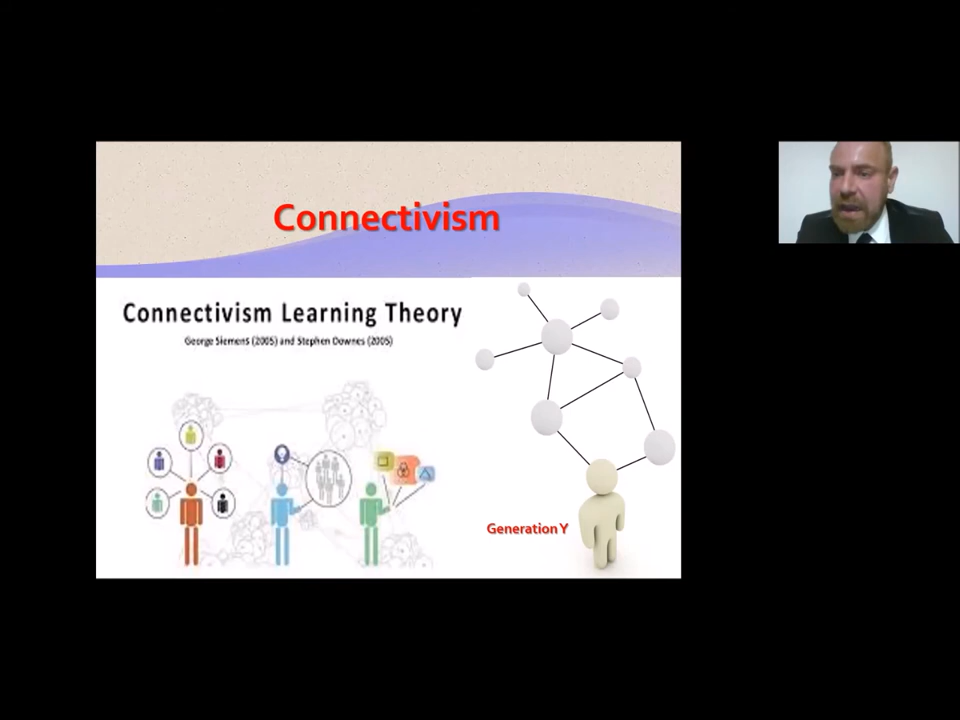 Connectivism
Connectivism Learning Theory
George Siemens (2005) and Stephen Downes (2005)
Generation Y